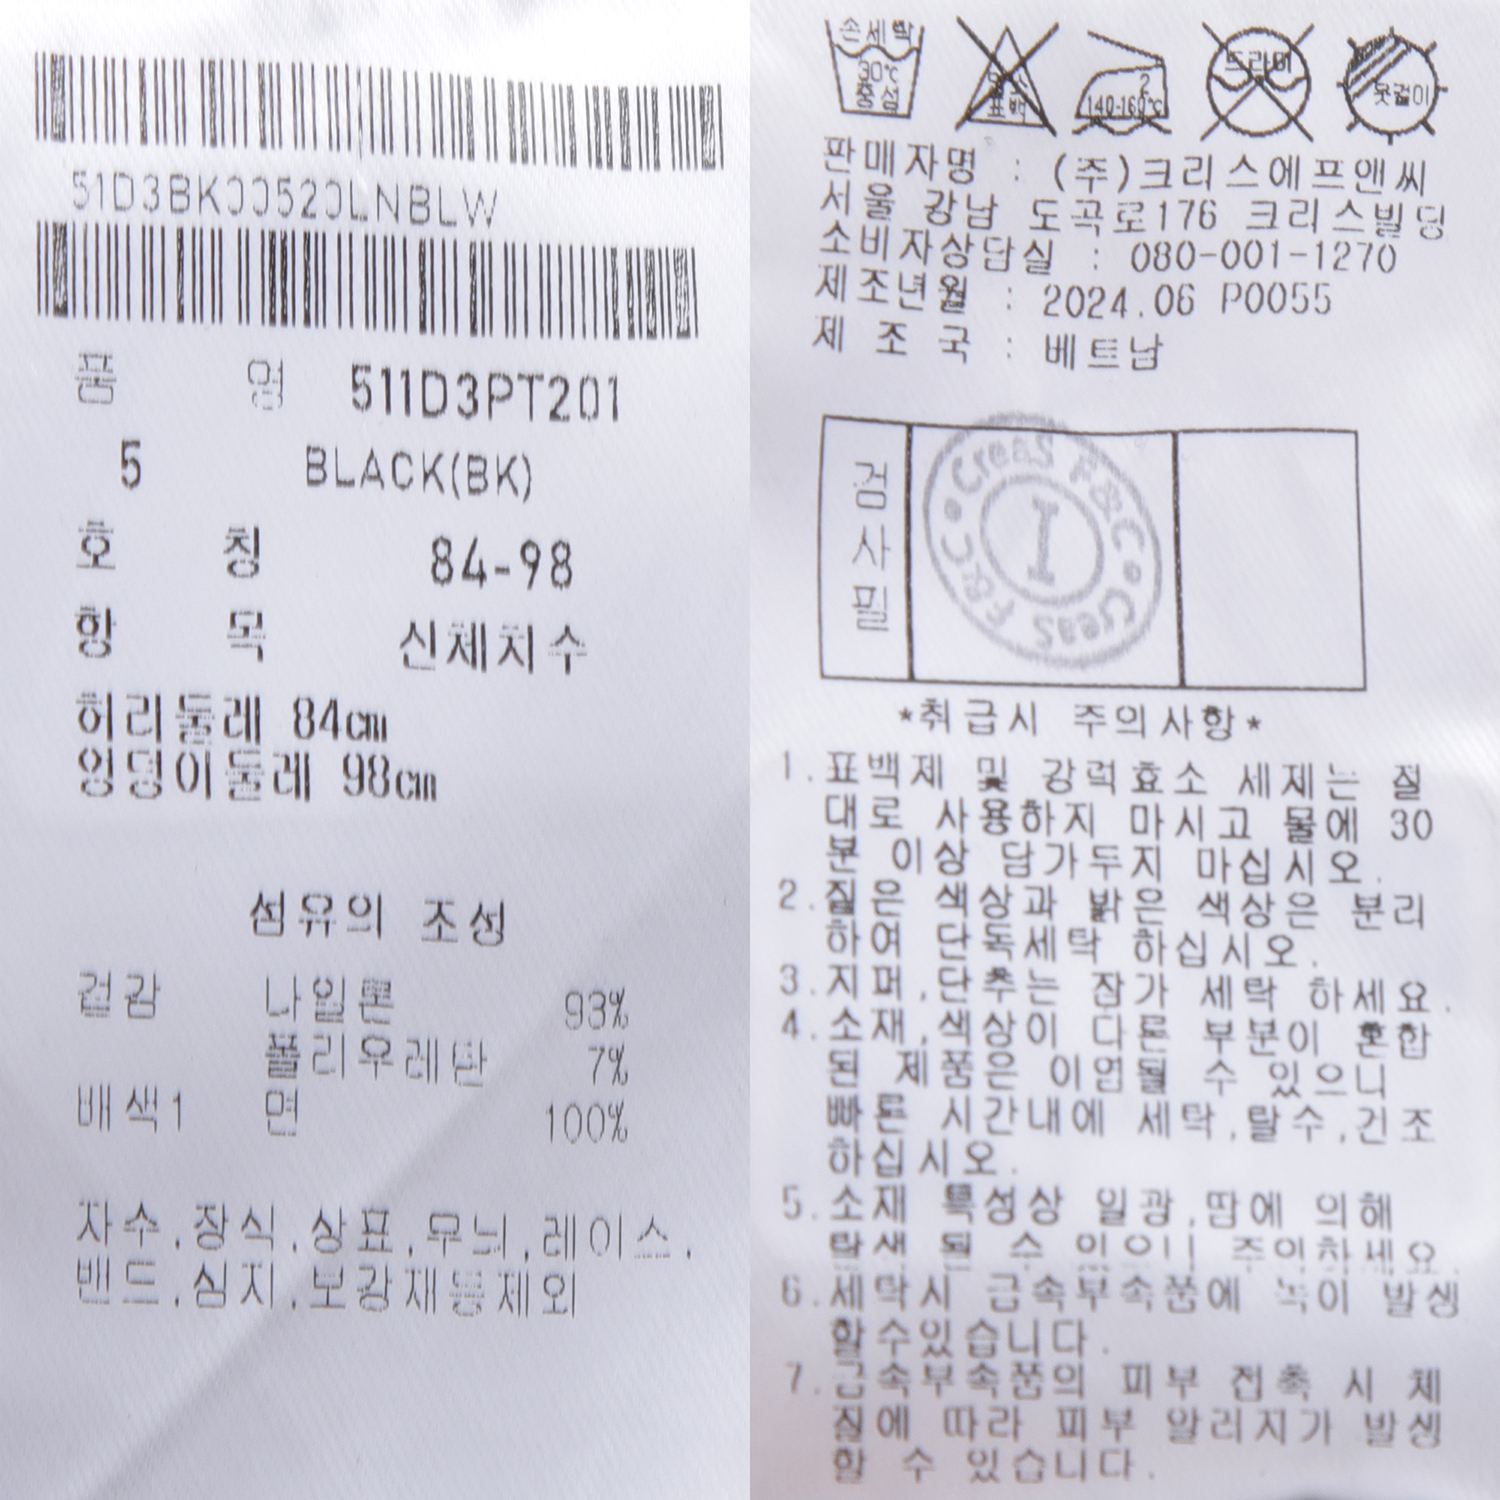 51D3BK00520LNBLW
품 명 511D3PT201
5 BLACK(BK)
호 칭 84-98
항 목 신체치수
허리둘레 84cm
엉덩이둘레 98cm
섬유의 조성
겉감 나일론 93%
폴리우레탄 7%
배색1 면 100%
자수,장식,상표,무늬,레이스,
밴드,심지,보강재등제외
손세탁
30℃
중성
염소
표백
2
140-160℃
드라이
옷걸이
판매자명 : (주)크리스에프앤씨
서울 강남 도곡로176 크리스빌딩
소비자상담실 : 080-001-1270
제조년월 : 2024.06 P0055
제 조 국 : 베트남
검사필
CreaS F&C
I
CreaS F&C
*취급시 주의사항*
1.표백제 및 강력효소 세제는 절
대로 사용하지 마시고 물에 30
분 이상 담가두지 마십시오.
2.짙은 색상과 밝은 색상은 분리
하여 단독세탁 하십시오.
3.지퍼,단추는 잠가 세탁 하세요.
4.소재,색상이 다른 부분이 혼합
된 제품은 이염될 수 있으니
빠른 시간내에 세탁,탈수,건조
하십시오.
5.소재 특성상 일광,땀에 의해
탈색 될 수 있으니 주의하세요.
6.세탁시 금속부속품에 녹이 발생
할수있습니다.
7.금속부속품의 피부 접촉 시 체
질에 따라 피부 알러지가 발생
할 수 있습니다.